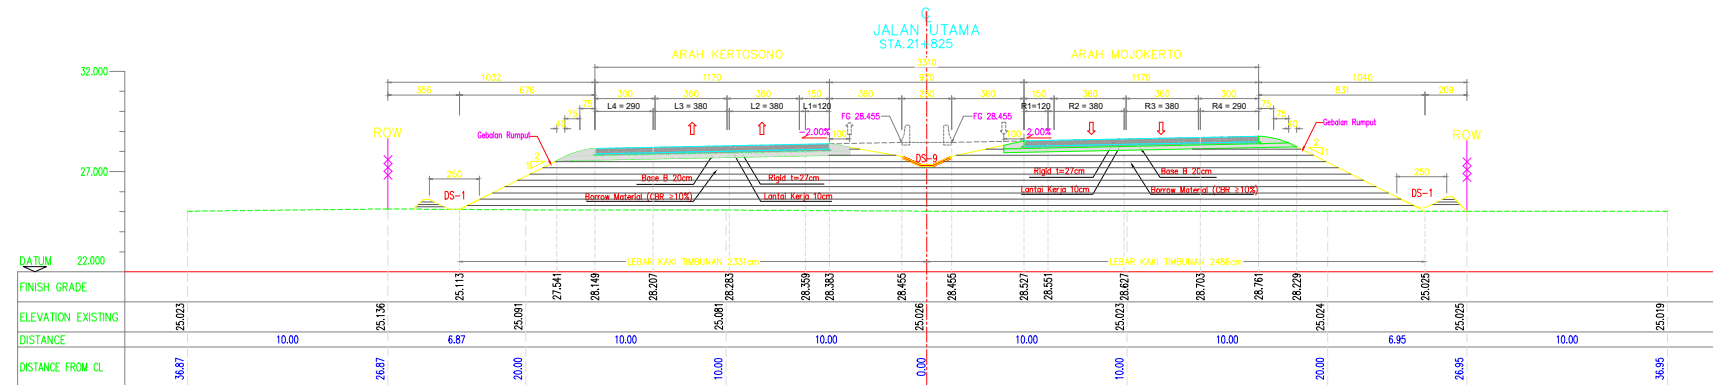 C
L
JALAN UTAMA
STA.21+825
ARAH KERTOSONO
ARAH MOJOKERTO
3310
32.000
1032
1170
270
1170
1040
356
676
300
360
360
150
360
250
360
150
360
360
300
831
209
75
L4 = 290
L3 = 380
L2 = 380
L1=120
R1=120
R2 = 380
R3 = 380
R4 = 290
75
FG 28.455
FG 28.455
Gebalan Rumput
Gebalan Rumput
ROW
ROW
-2.00%
100
100
2.00%
2
2
1
DS-9
27.000
250
250
DS-1
DS-1
Base B 20cm
Rigid t=27cm
Borrow Material (CBR ≥10%)
Lantai Kerja 10cm
Rigid t=27cm
Base B 20cm
Lantai Kerja 10cm
Borrow Material (CBR ≥10%)
DATUM 22.000
LEBAR KAKI TIMBUNAN 2331cm
LEBAR KAKI TIMBUNAN 2486cm
FINISH GRADE
25.113
27.541
28.149
28.207
28.283
28.359
28.383
28.455
28.455
28.527
28.551
28.627
28.703
28.761
28.229
25.025
ELEVATION EXISTING
25.023
25.136
25.091
25.081
25.026
25.023
25.024
25.025
25.019
DISTANCE
10.00
6.87
10.00
10.00
10.00
10.00
6.95
10.00
DISTANCE FROM CL
36.87
26.87
20.00
10.00
0.00
10.00
20.00
26.95
36.95